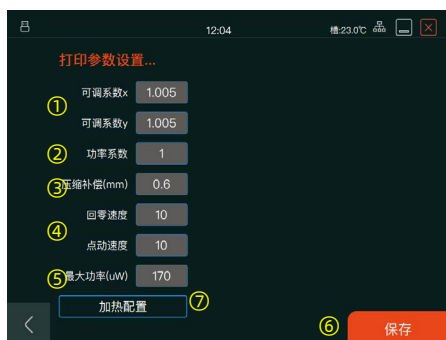 12:04 槽:23.0℃
打印参数设置...
① 可调系数x 1.005
可调系数y 1.005
② 功率系数 1
③ 压缩补偿(mm) 0.6
回零速度 10
④
点动速度 10
⑤ 最大功率(uW) 170
加热配置 ⑦
⑥ 保存